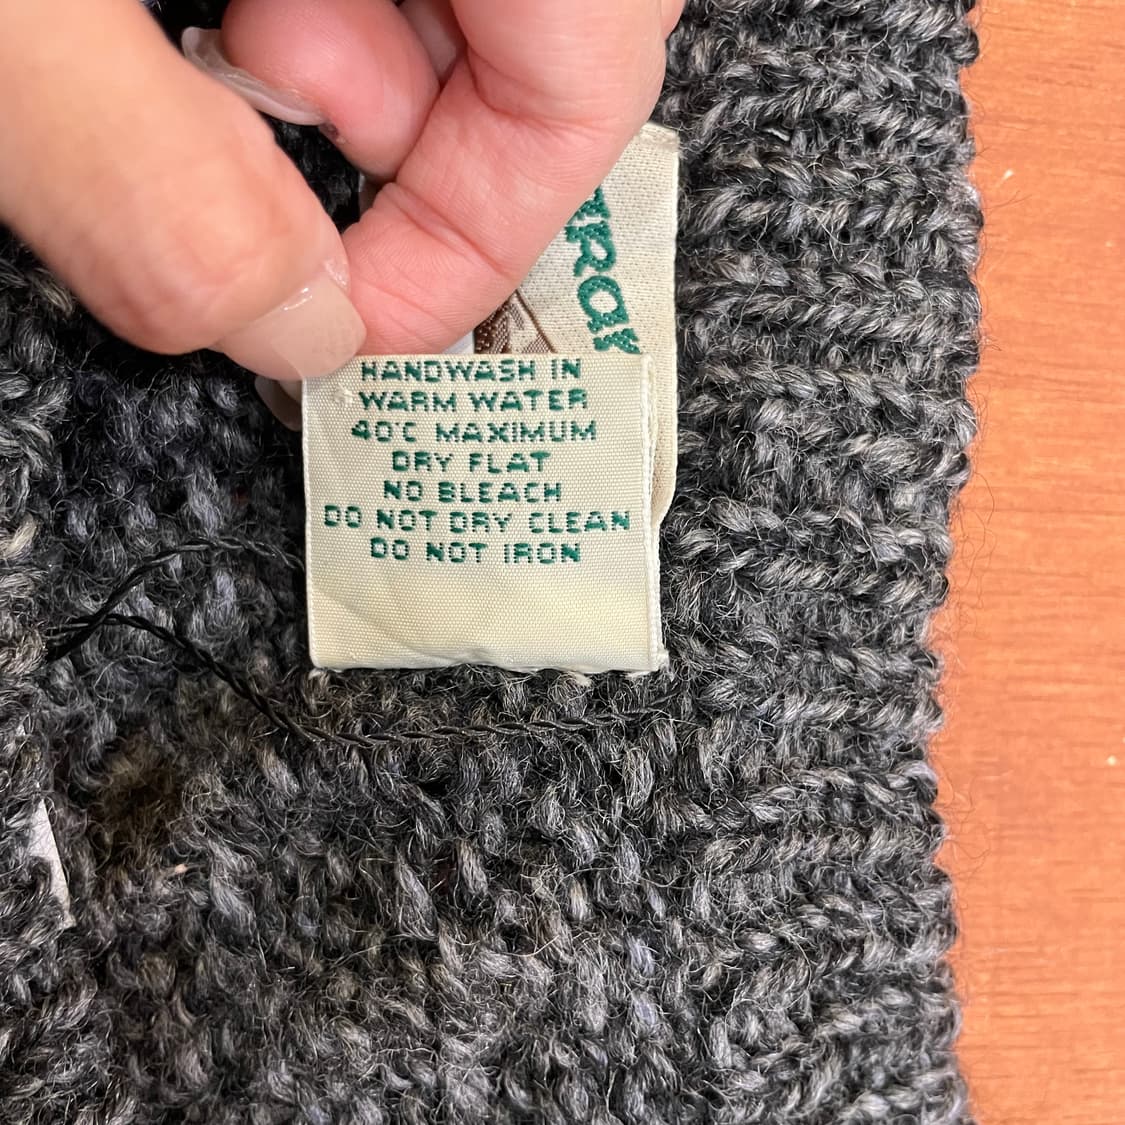 HANDWASH IN
WARM WATER
40°C MAXIMUM
DRY FLAT
NO BLEACH
DO NOT DRY CLEAN
DO NOT IRON